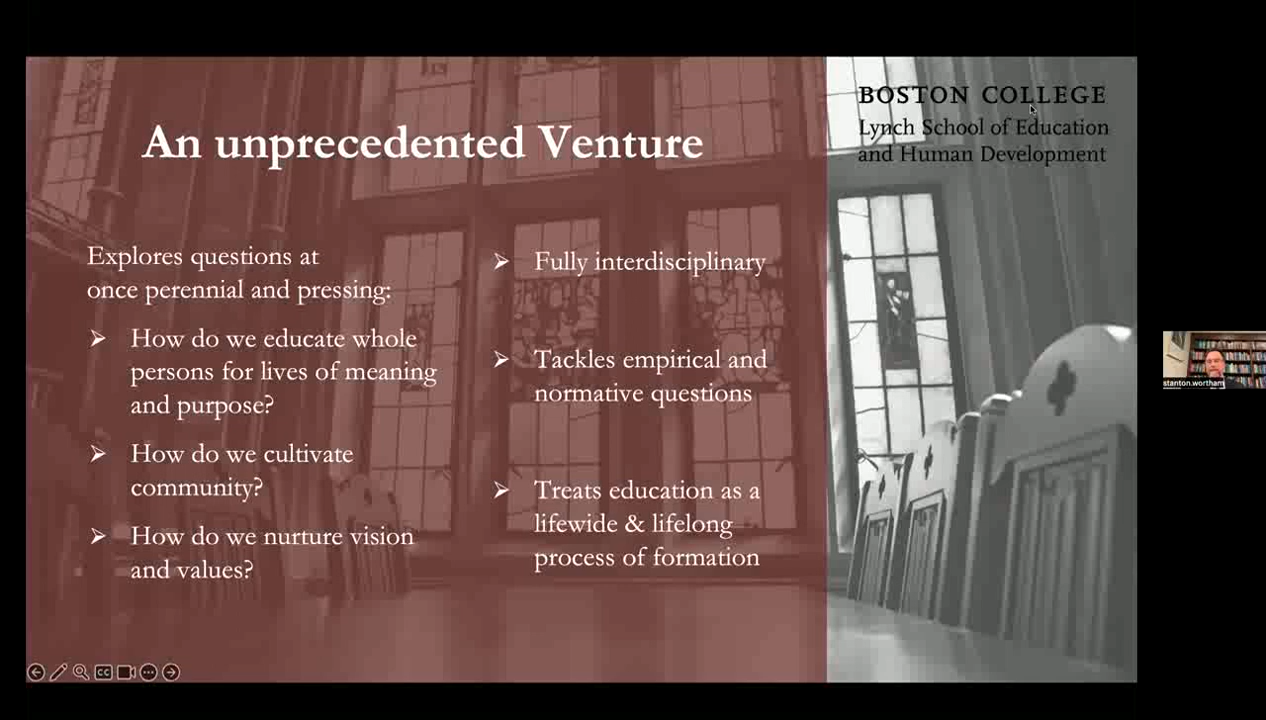 An unprecedented Venture
BOSTON COLLEGE
Lynch School of Education
and Human Development
Explores questions at
once perennial and pressing:
➢ How do we educate whole
persons for lives of meaning
and purpose?
➢ How do we cultivate
community?
➢ How do we nurture vision
and values?
➢ Fully interdisciplinary
➢ Tackles empirical and
normative questions
➢ Treats education as a
lifewide & lifelong
process of formation
stanton.wortham
CC